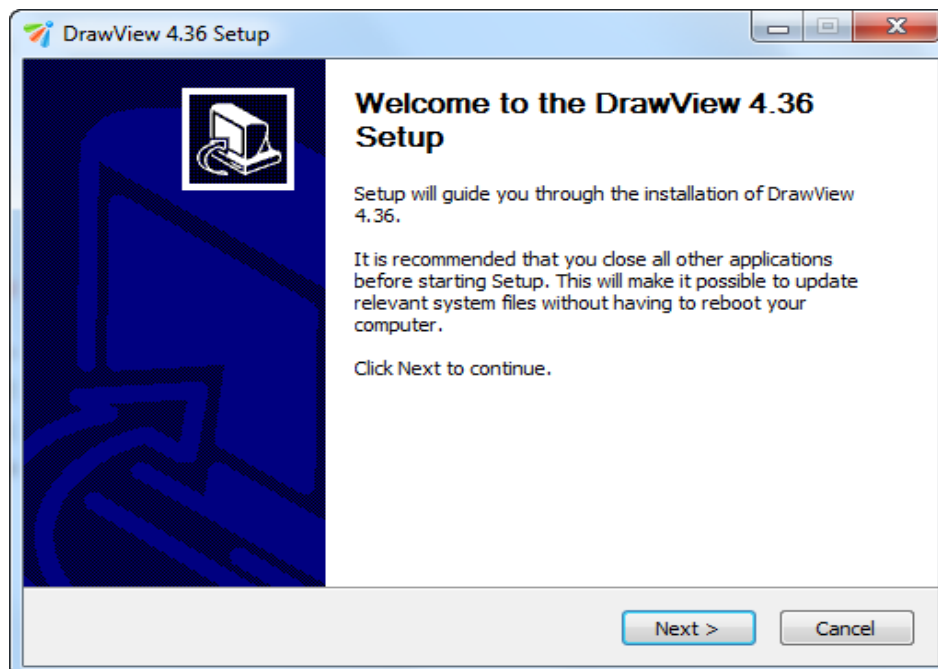 DrawView 4.36 Setup
Welcome to the DrawView 4.36
Setup
Setup will guide you through the installation of DrawView
4.36.
It is recommended that you close all other applications
before starting Setup. This will make it possible to update
relevant system files without having to reboot your
computer.
Click Next to continue.
Next >
Cancel